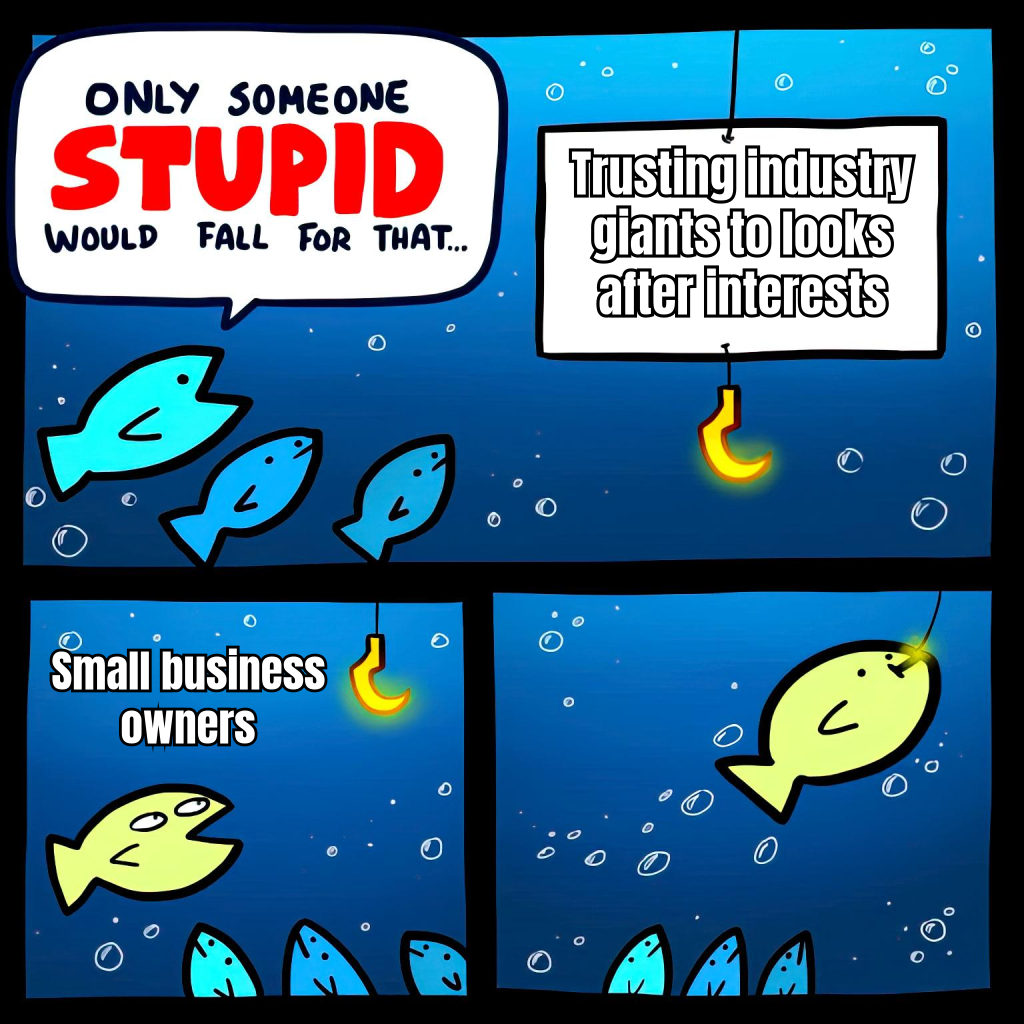 ONLY SOMEONE
STUPID
WOULD FALL FOR THAT...
Trusting industry
giants to looks
after interests
Small business
owners